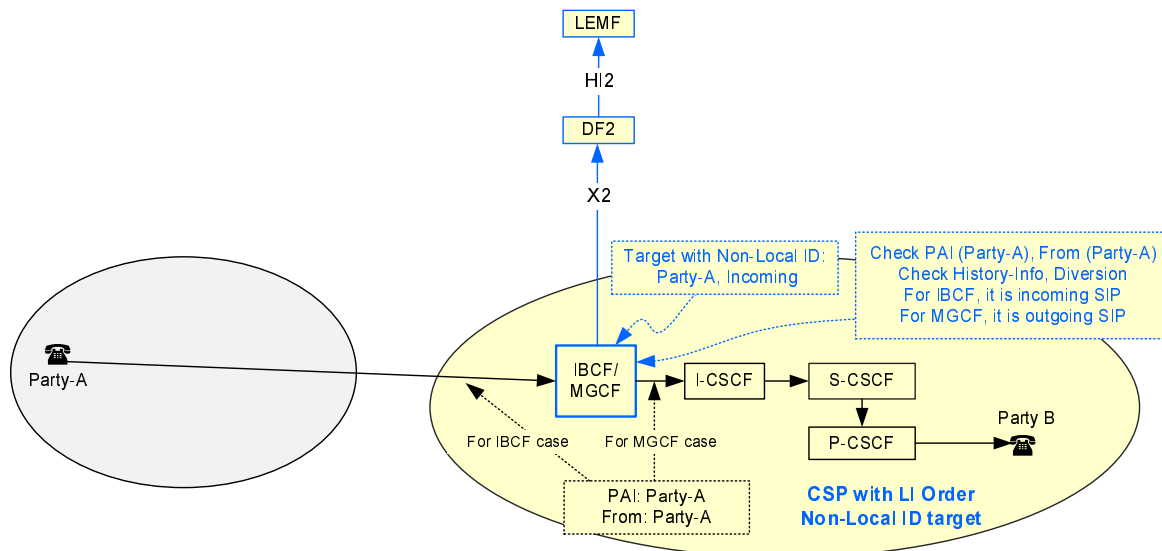 LEMF
HI2
DF2
X2
Target with Non-Local ID:
Party-A, Incoming
Check PAI (Party-A), From (Party-A)
Check History-Info, Diversion
For IBCF, it is incoming SIP
For MGCF, it is outgoing SIP
Party-A
IBCF/
MGCF
I-CSCF
S-CSCF
P-CSCF
Party B
For IBCF case
For MGCF case
PAI: Party-A
From: Party-A
CSP with LI Order
Non-Local ID target